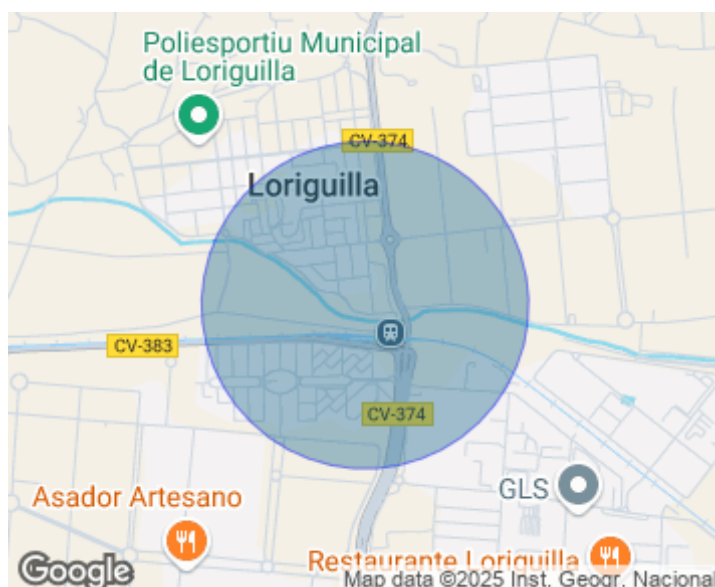 Poliesportiu Municipal
de Loriguilla
CV-374
Loriguilla
CV-383
CV-374
GLS
Asador Artesano
Restaurante Loriguilla
Google
Map data ©2025 Inst. Geogr. Nacional